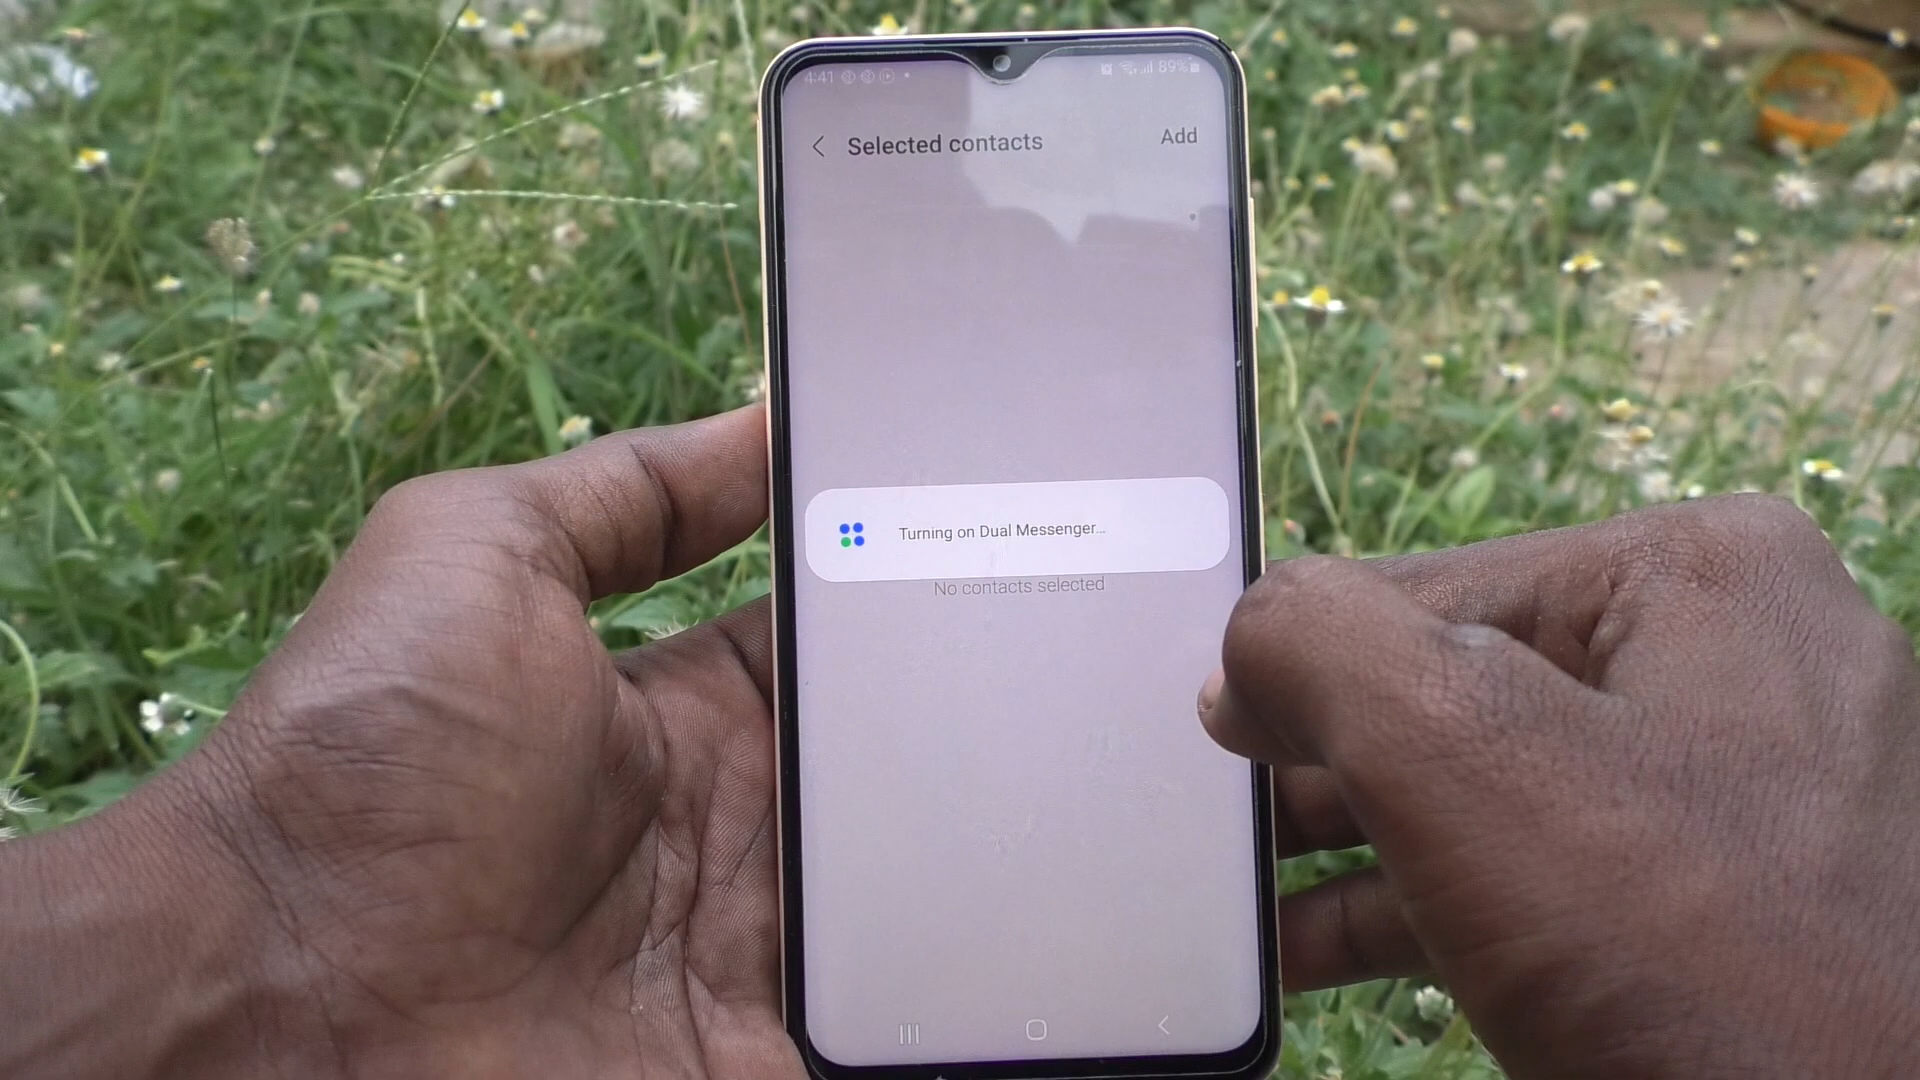 4:41 89%
Selected contacts Add
Turning on Dual Messenger...
No contacts selected